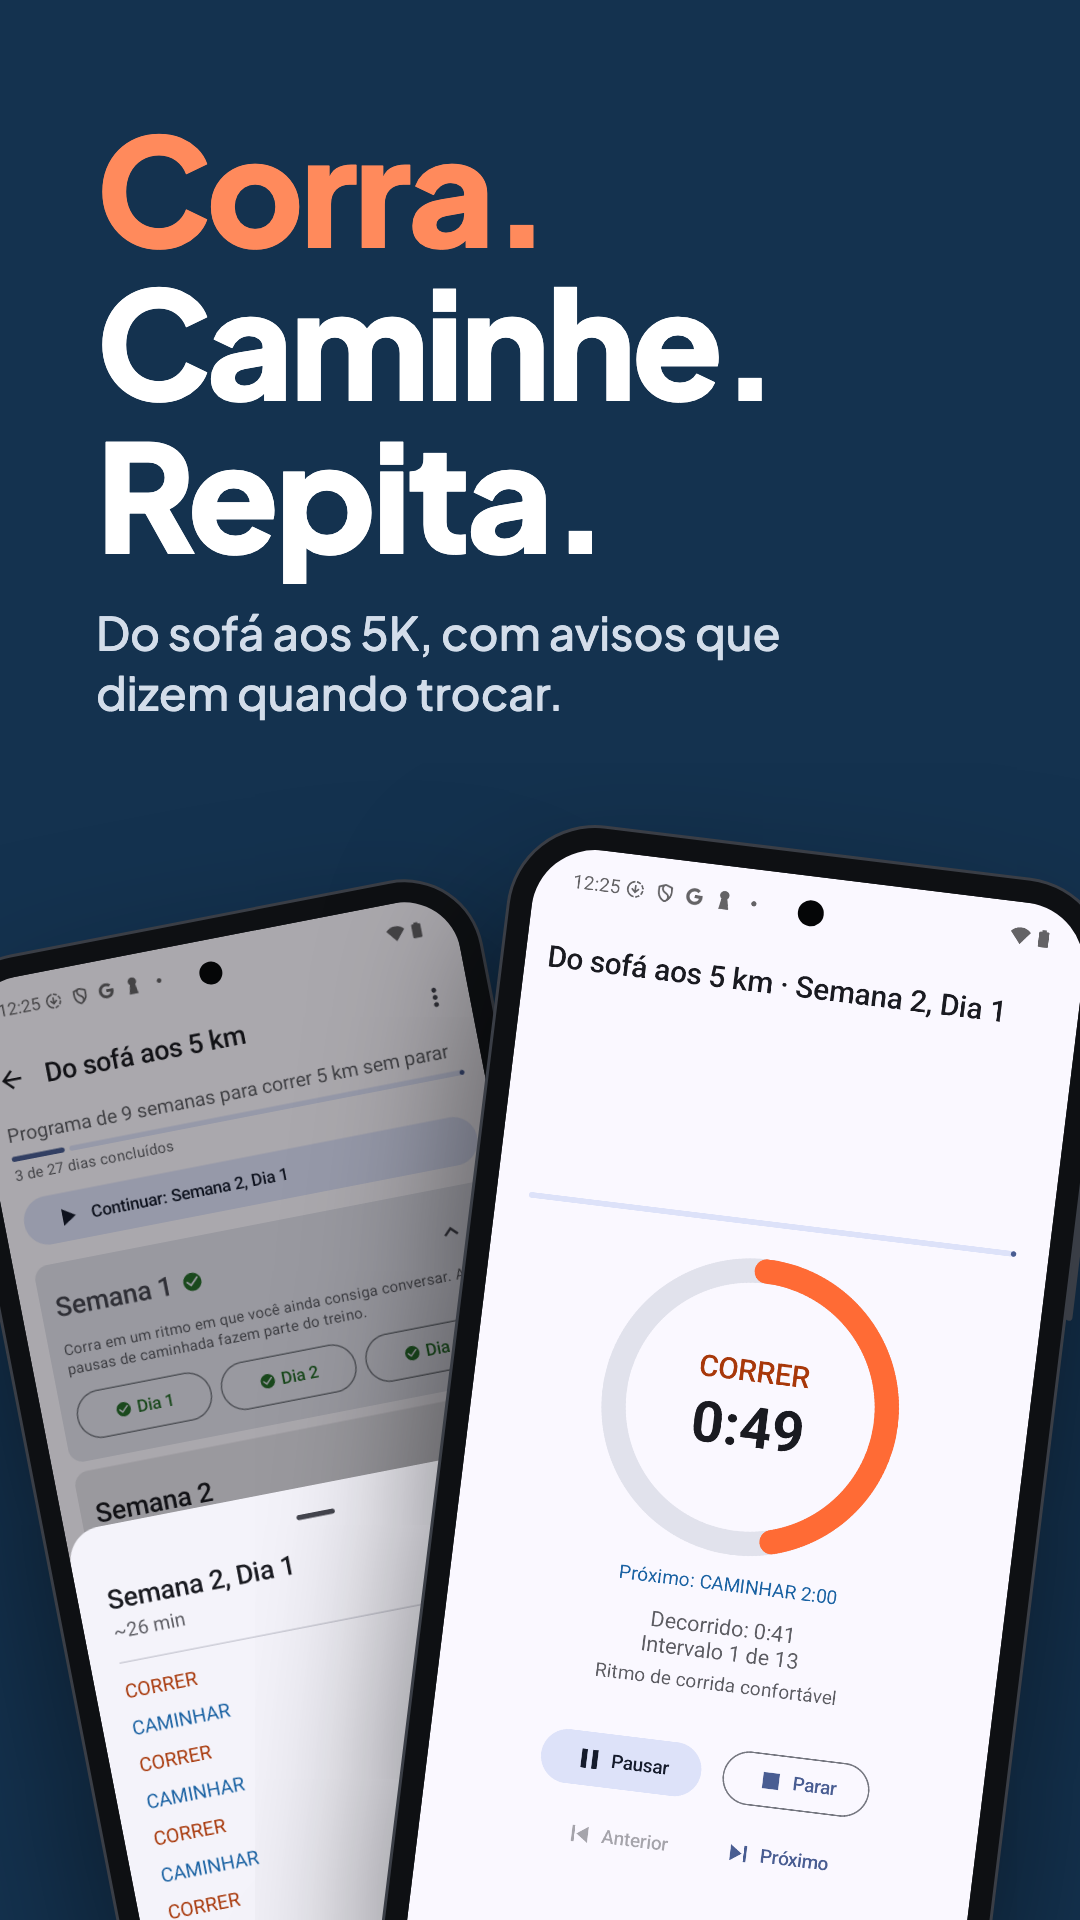 Corra.
Caminhe.
Repita.
Do sofá aos 5K, com avisos que
dizem quando trocar.
12:25
Do sofá aos 5 km
Programa de 9 semanas para correr 5 km sem parar
3 de 27 dias concluídos
Continuar: Semana 2, Dia 1
Semana 1
Corra em um ritmo em que você ainda consiga conversar. A
pausas de caminhada fazem parte do treino.
Dia 1
Dia 2
Dia
Semana 2
Semana 2, Dia 1
~26 min
CORRER
CAMINHAR
CORRER
CAMINHAR
CORRER
CAMINHAR
CORRER
12:25
Do sofá aos 5 km · Semana 2, Dia 1
CORRER
0:49
Próximo: CAMINHAR 2:00
Decorrido: 0:41
Intervalo 1 de 13
Ritmo de corrida confortável
Pausar
Parar
Anterior
Próximo